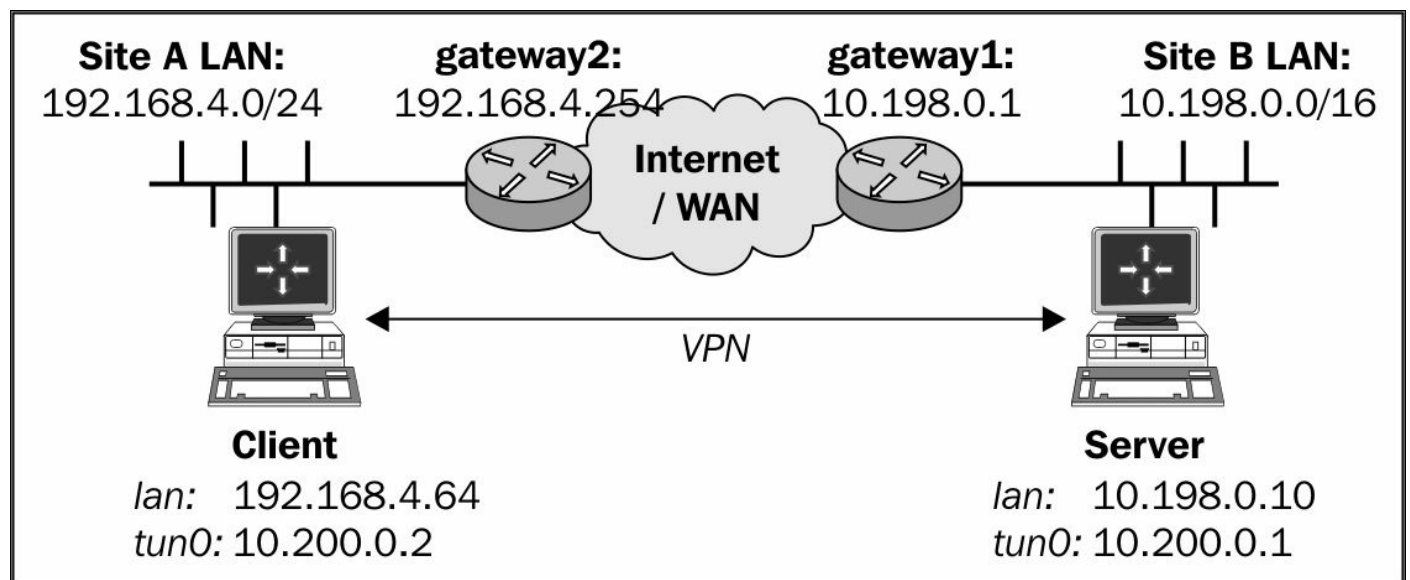 Site A LAN:
192.168.4.0/24
gateway2:
192.168.4.254
gateway1:
10.198.0.1
Site B LAN:
10.198.0.0/16
Internet
/ WAN
VPN
Client
lan: 192.168.4.64
tun0: 10.200.0.2
Server
lan: 10.198.0.10
tun0: 10.200.0.1